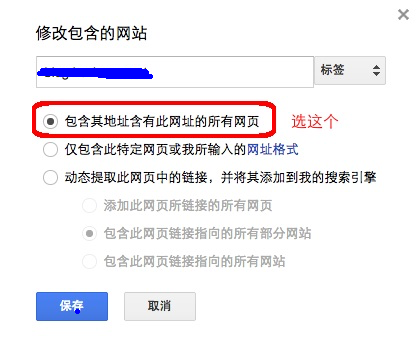 修改包含的网站
标签
包含其地址含有此网址的所有网页
选这个
仅包含此特定网页或我所输入的网址格式
动态提取此网页中的链接，并将其添加到我的搜索引擎
添加此网页所链接的所有网页
包含此网页链接指向的所有部分网站
包含此网页链接指向的所有网站
保存 取消